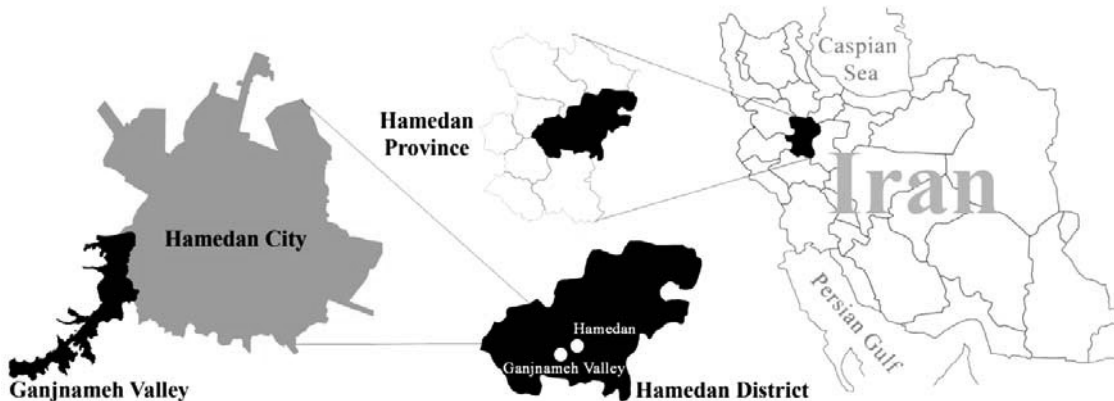 Caspian
Sea
Hamedan
Province
Iran
Hamedan City
Persian Gulf
Hamedan
Ganjnameh Valley
Ganjnameh Valley
Hamedan District